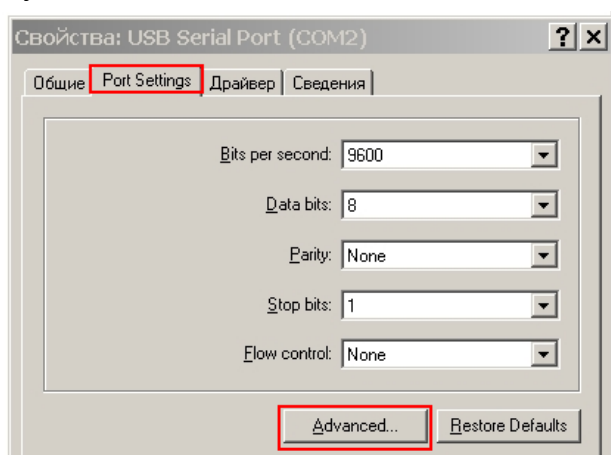 Свойства: USB Serial Port (COM2)
Общие Port Settings Драйвер Сведения
Bits per second: 9600
Data bits: 8
Parity: None
Stop bits: 1
Flow control: None
Advanced... Restore Defaults